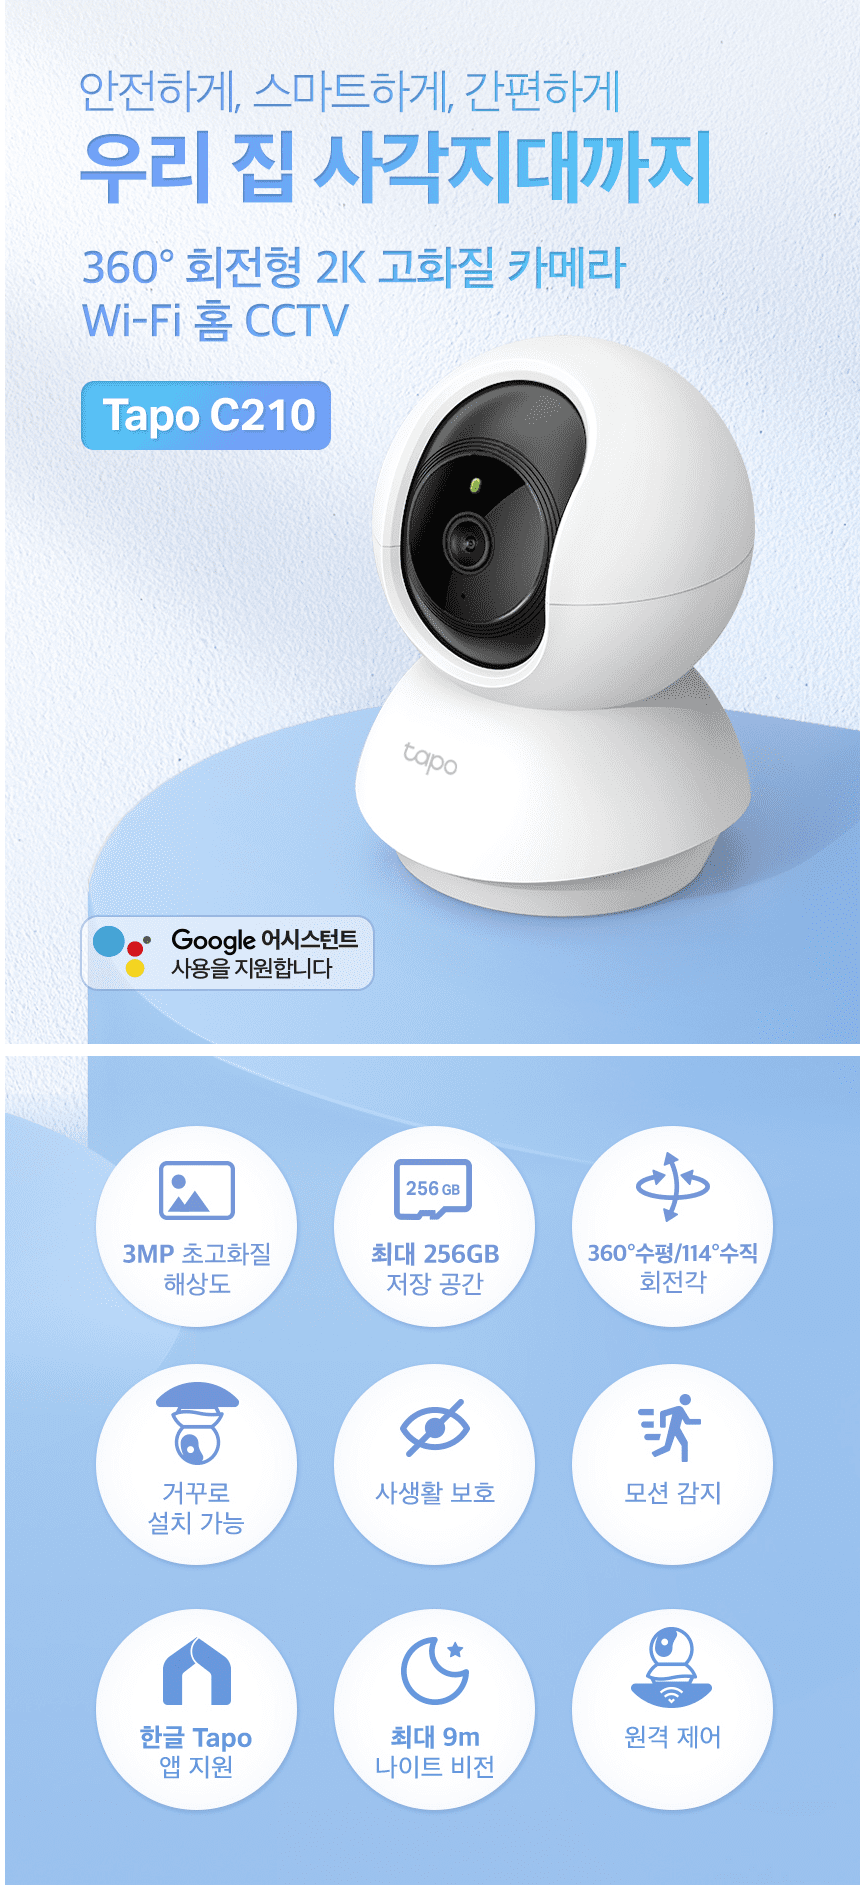 안전하게, 스마트하게, 간편하게
우리 집 사각지대까지
360° 회전형 2K 고화질 카메라
Wi-Fi 홈 CCTV
Tapo C210
tapo
Google 어시스턴트
사용을 지원합니다
3MP 초고화질
해상도
256 GB
최대 256GB
저장 공간
360°수평/114°수직
회전각
거꾸로
설치 가능
사생활 보호
모션 감지
한글 Tapo
앱 지원
최대 9m
나이트 비전
원격 제어